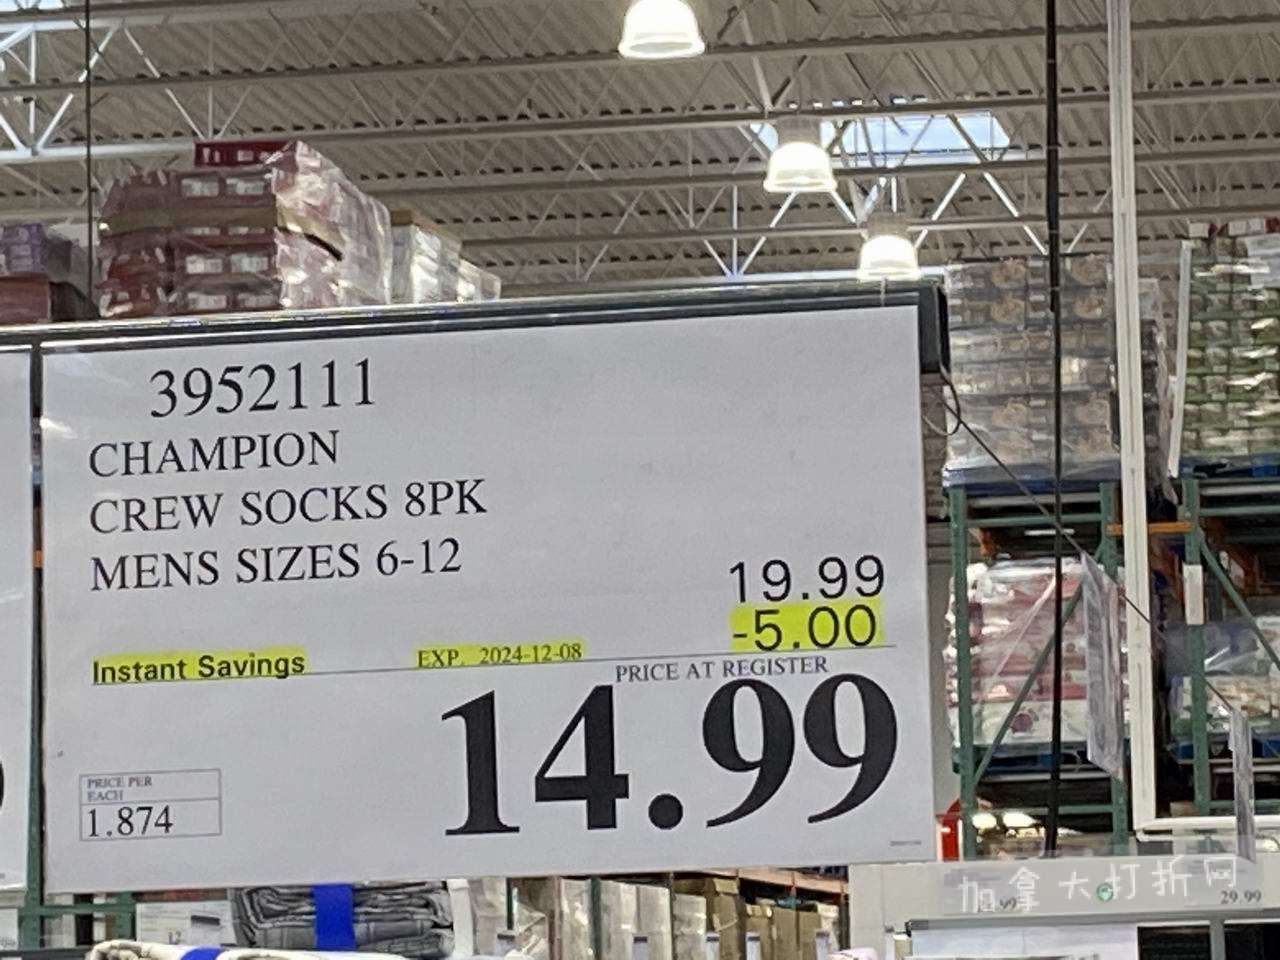 3952111
CHAMPION
CREW SOCKS 8PK
MENS SIZES 6-12
19.99
-5.00
Instant Savings EXP. 2024-12-08
PRICE AT REGISTER
14.99
PRICE PER
EACH
1.874
加拿大打折网
29.99